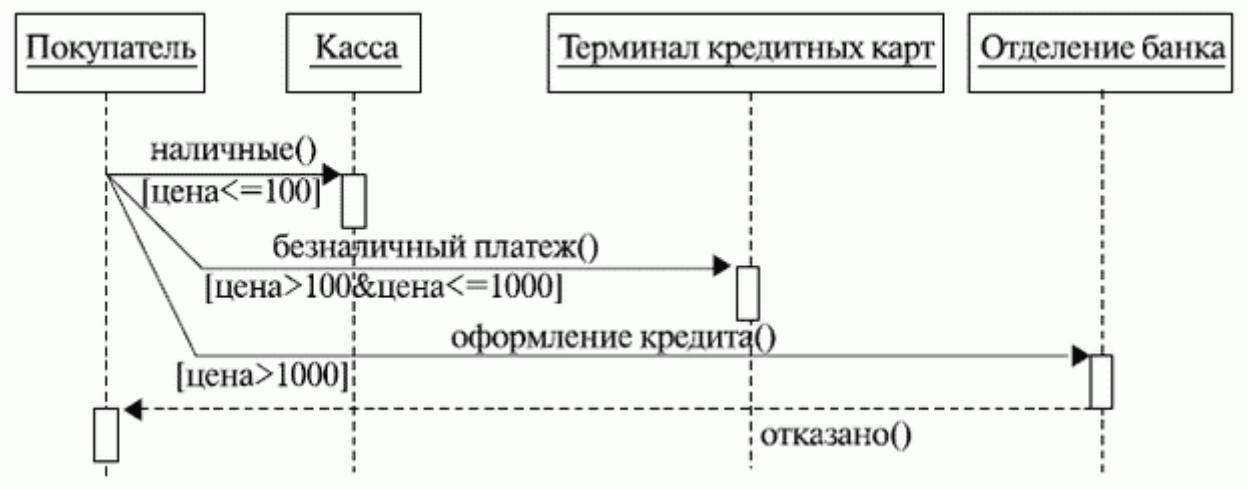 Покупатель
Касса
Терминал кредитных карт
Отделение банка
наличные()
[цена<=100]
безналичный платеж()
[цена>100&цена<=1000]
оформление кредита()
[цена>1000]
отказано()